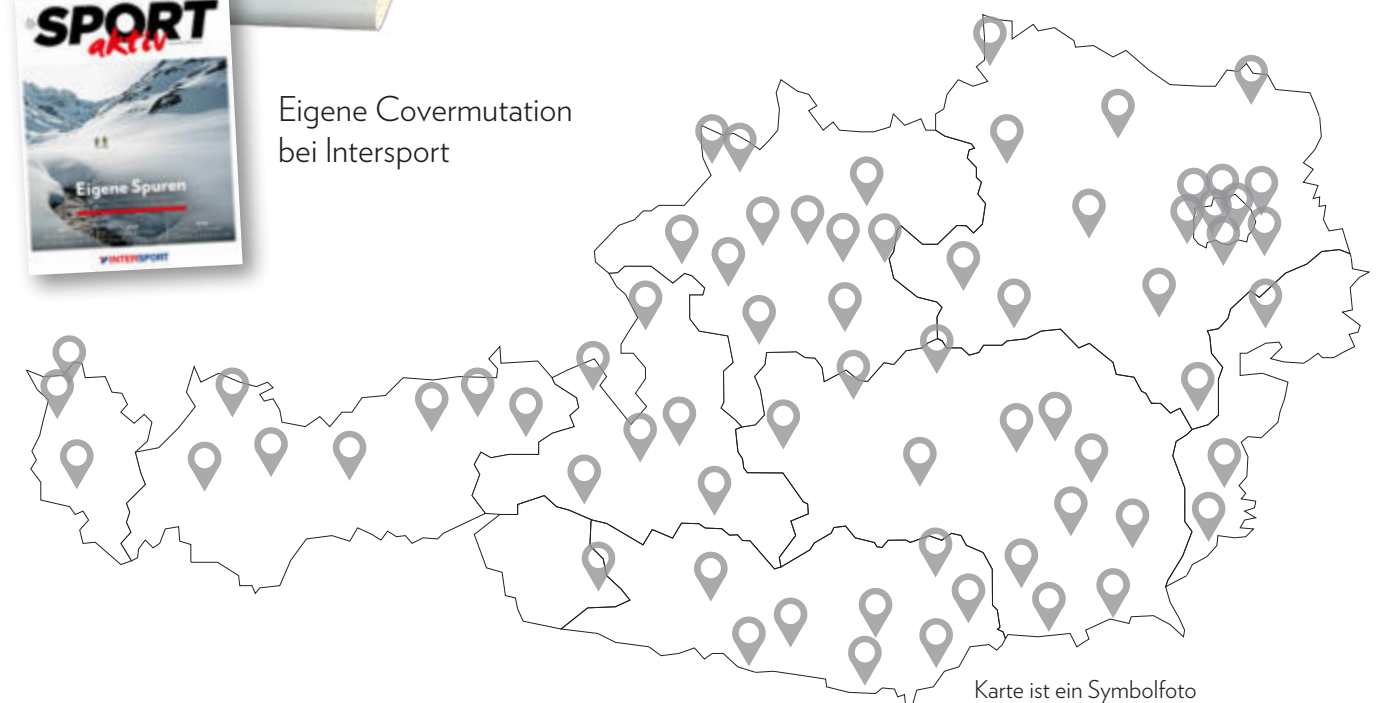 SPORT
aktiv
Eigene Spuren
INTERSPORT
Eigene Covermutation
bei Intersport
Karte ist ein Symbolfoto